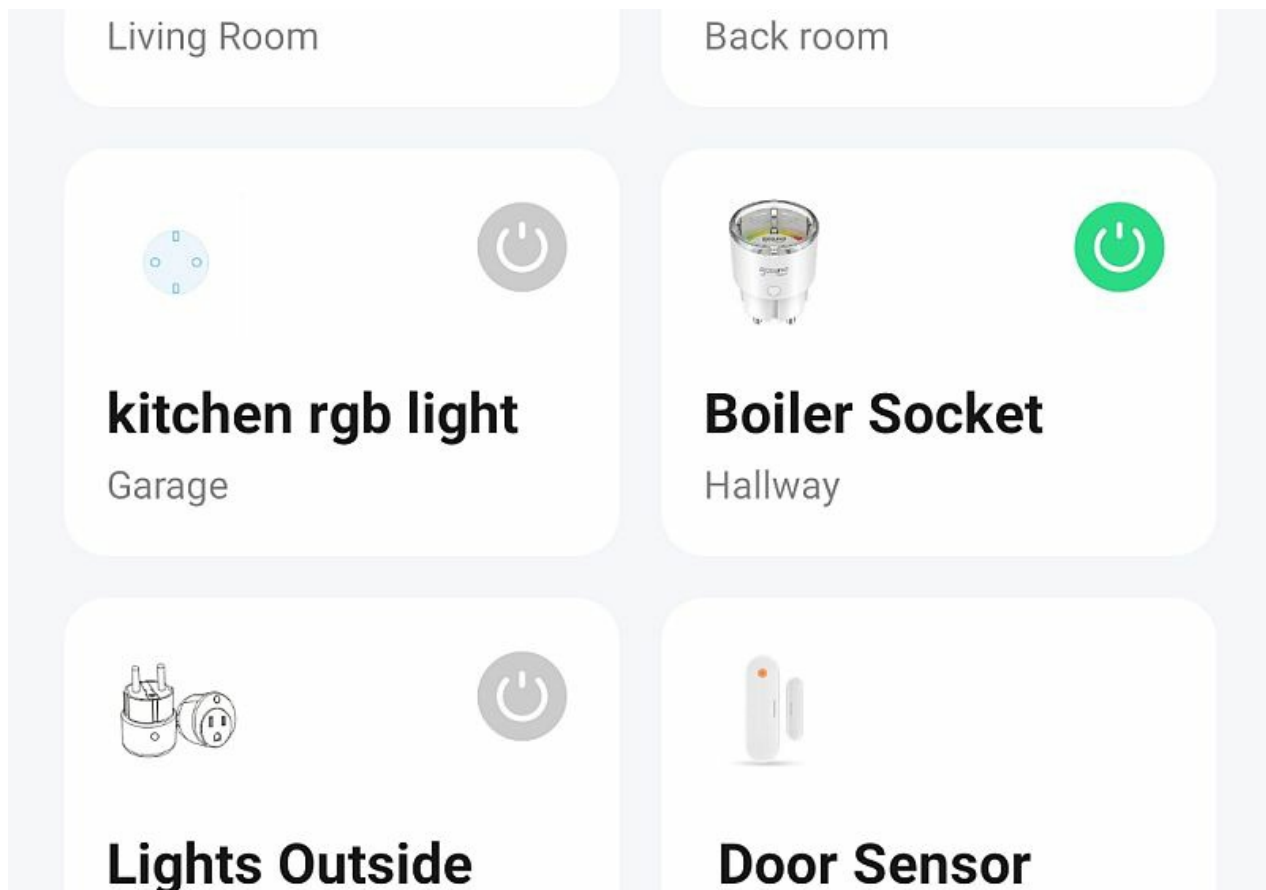 Living Room
Back room
kitchen rgb light
Garage
Boiler Socket
Hallway
Lights Outside
Door Sensor